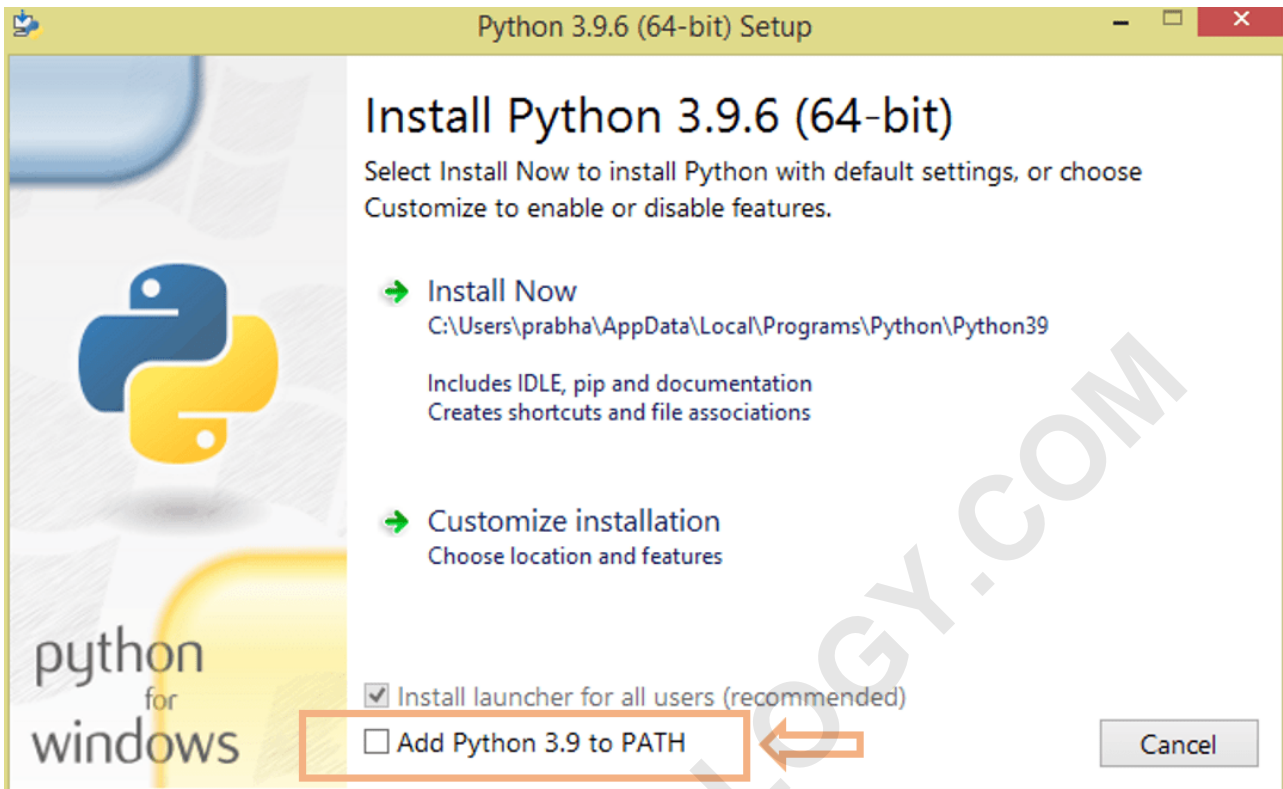 Python 3.9.6 (64-bit) Setup
Install Python 3.9.6 (64-bit)
Select Install Now to install Python with default settings, or choose
Customize to enable or disable features.
Install Now
C:\Users\prabha\AppData\Local\Programs\Python\Python39
Includes IDLE, pip and documentation
Creates shortcuts and file associations
Customize installation
Choose location and features
python
for
windows
Install launcher for all users (recommended)
Add Python 3.9 to PATH
Cancel
LOGY.COM